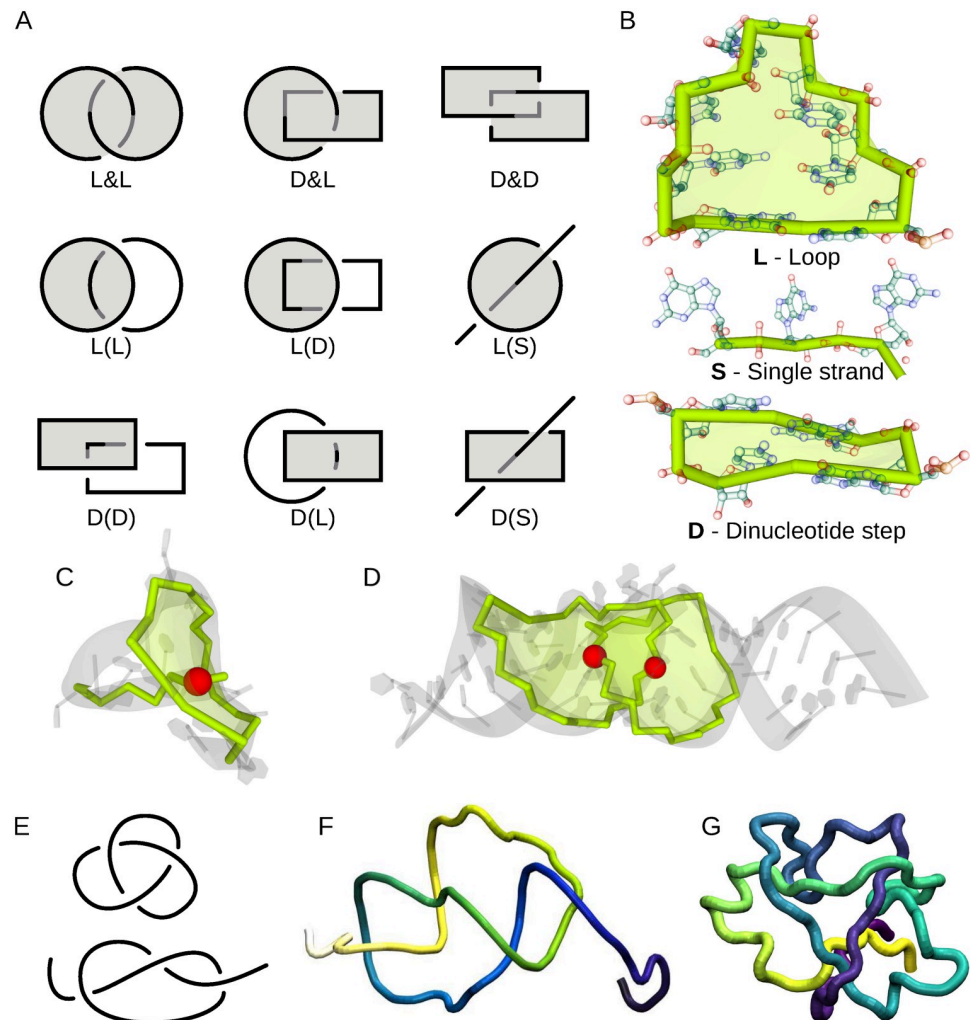 A
B
L&L
D&L
D&D
L - Loop
L(L)
L(D)
L(S)
S - Single strand
D(D)
D(L)
D(S)
D - Dinucleotide step
C
D
E
F
G